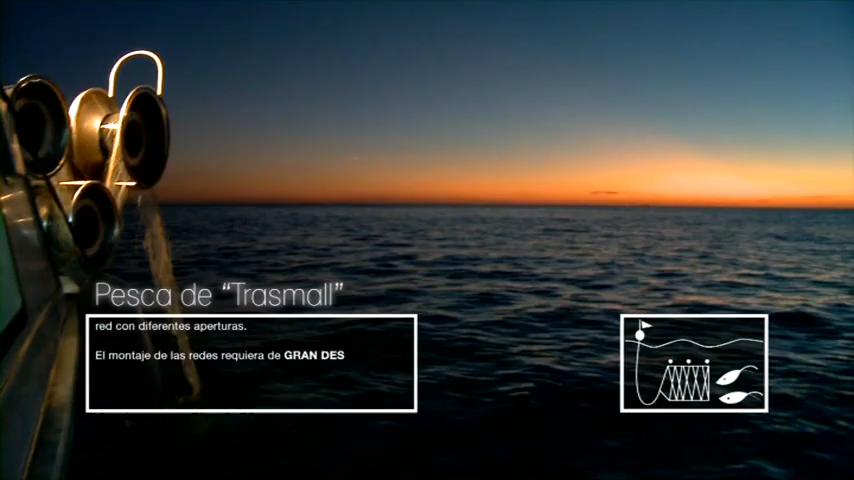 Pesca de “Trasmall”
red con diferentes aperturas.
El montaje de las redes requiera de GRAN DES